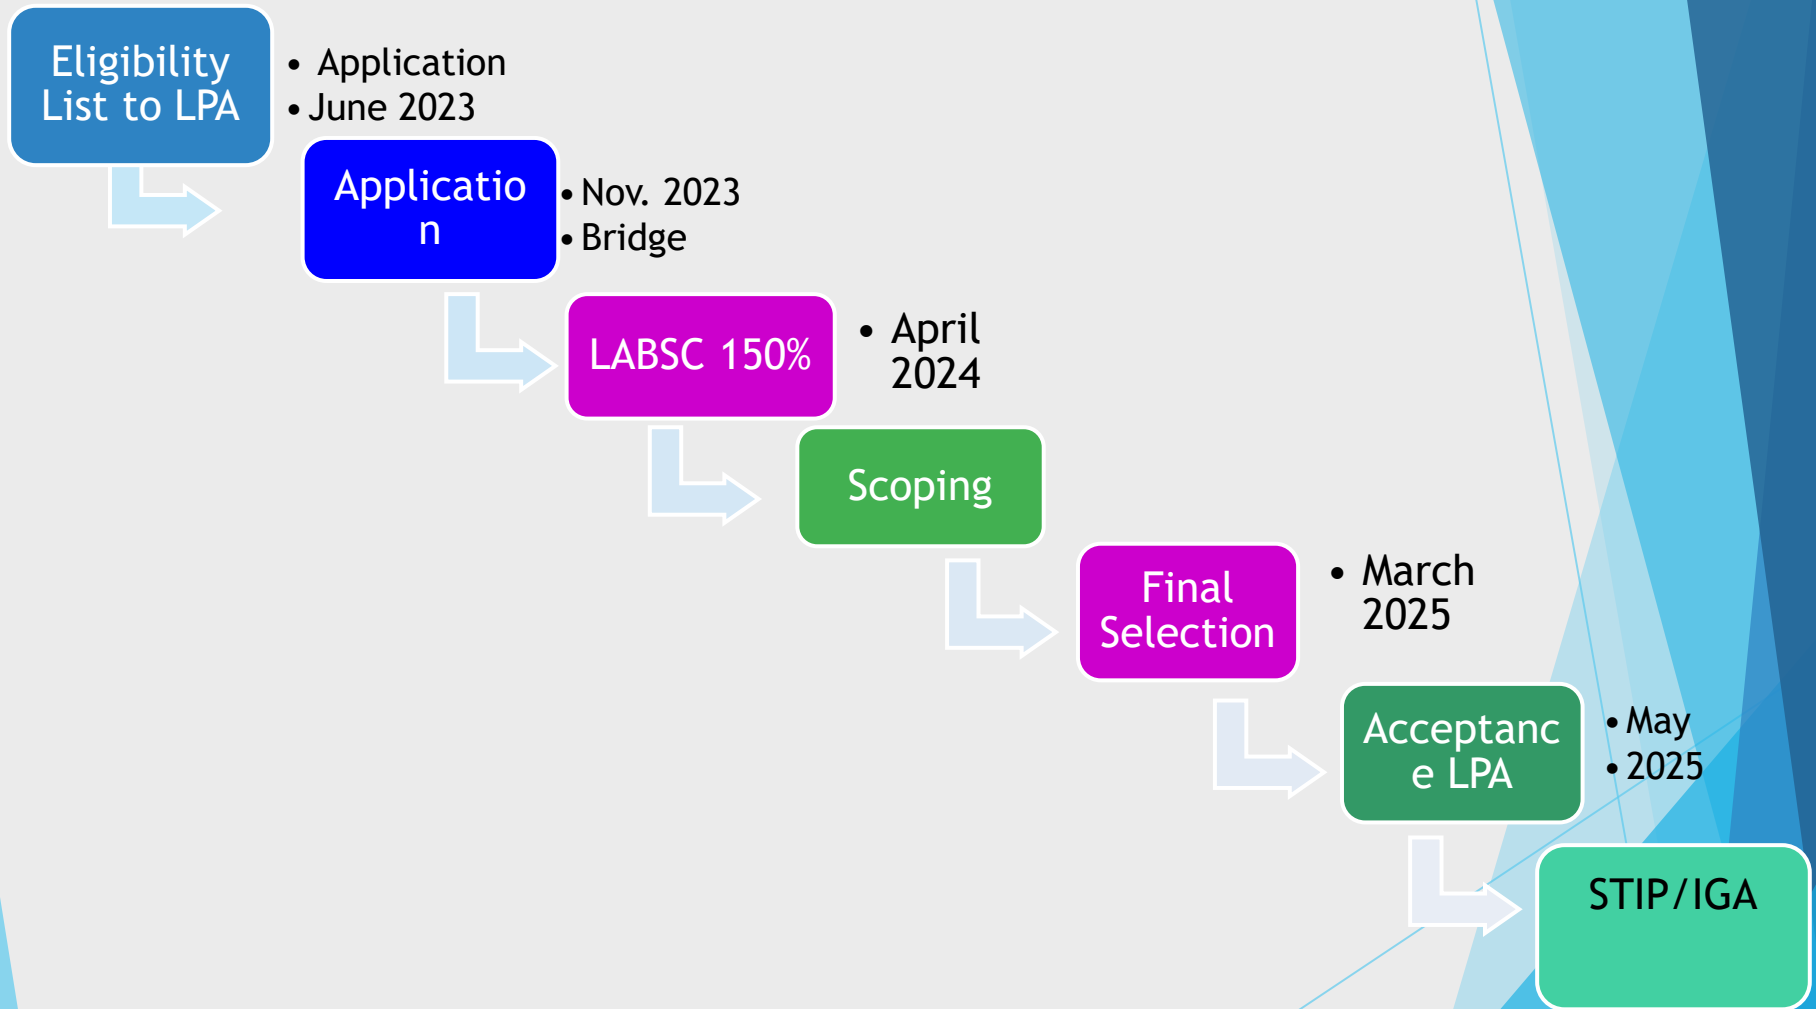 Eligibility
List to LPA
• Application
• June 2023
Applicatio
n
• Nov. 2023
• Bridge
LABSC 150%
• April
2024
Scoping
Final
Selection
• March
2025
Acceptanc
e LPA
• May
• 2025
STIP/IGA